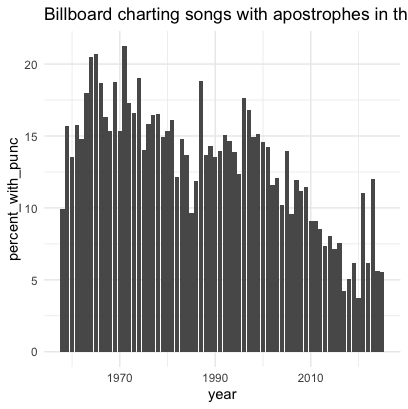 Billboard charting songs with apostrophes in th
20
15
10
5
0
percent_with_punc
1970 1990 2010
year